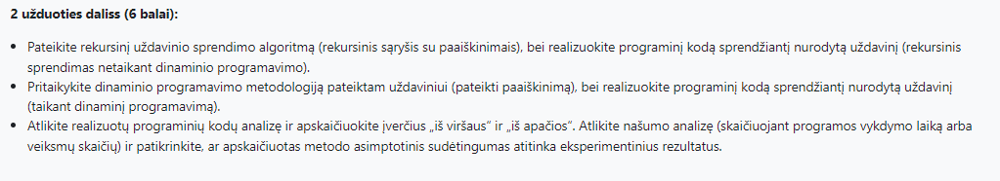 2 užduoties daliss (6 balai):
• Pateikite rekursinį uždavinio sprendimo algoritmą (rekursinis sąryšis su paaiškinimais), bei realizuokite programinį kodą sprendžiantį nurodytą uždavinį (rekursinis
sprendimas netaikant dinaminio programavimo).
• Pritaikykite dinaminio programavimo metodologiją pateiktam uždaviniui (pateikti paaiškinimą), bei realizuokite programinį kodą sprendžiantį nurodytą uždavinį
(taikant dinaminį programavimą).
• Atlikite realizuotų programinių kodų analizę ir apskaičiuokite įverčius „iš viršaus“ ir „iš apačios“. Atlikite našumo analizę (skaičiuojant programos vykdymo laiką arba
veiksmų skaičių) ir patikrinkite, ar apskaičiuotas metodo asimptotinis sudėtingumas atitinka eksperimentinius rezultatus.